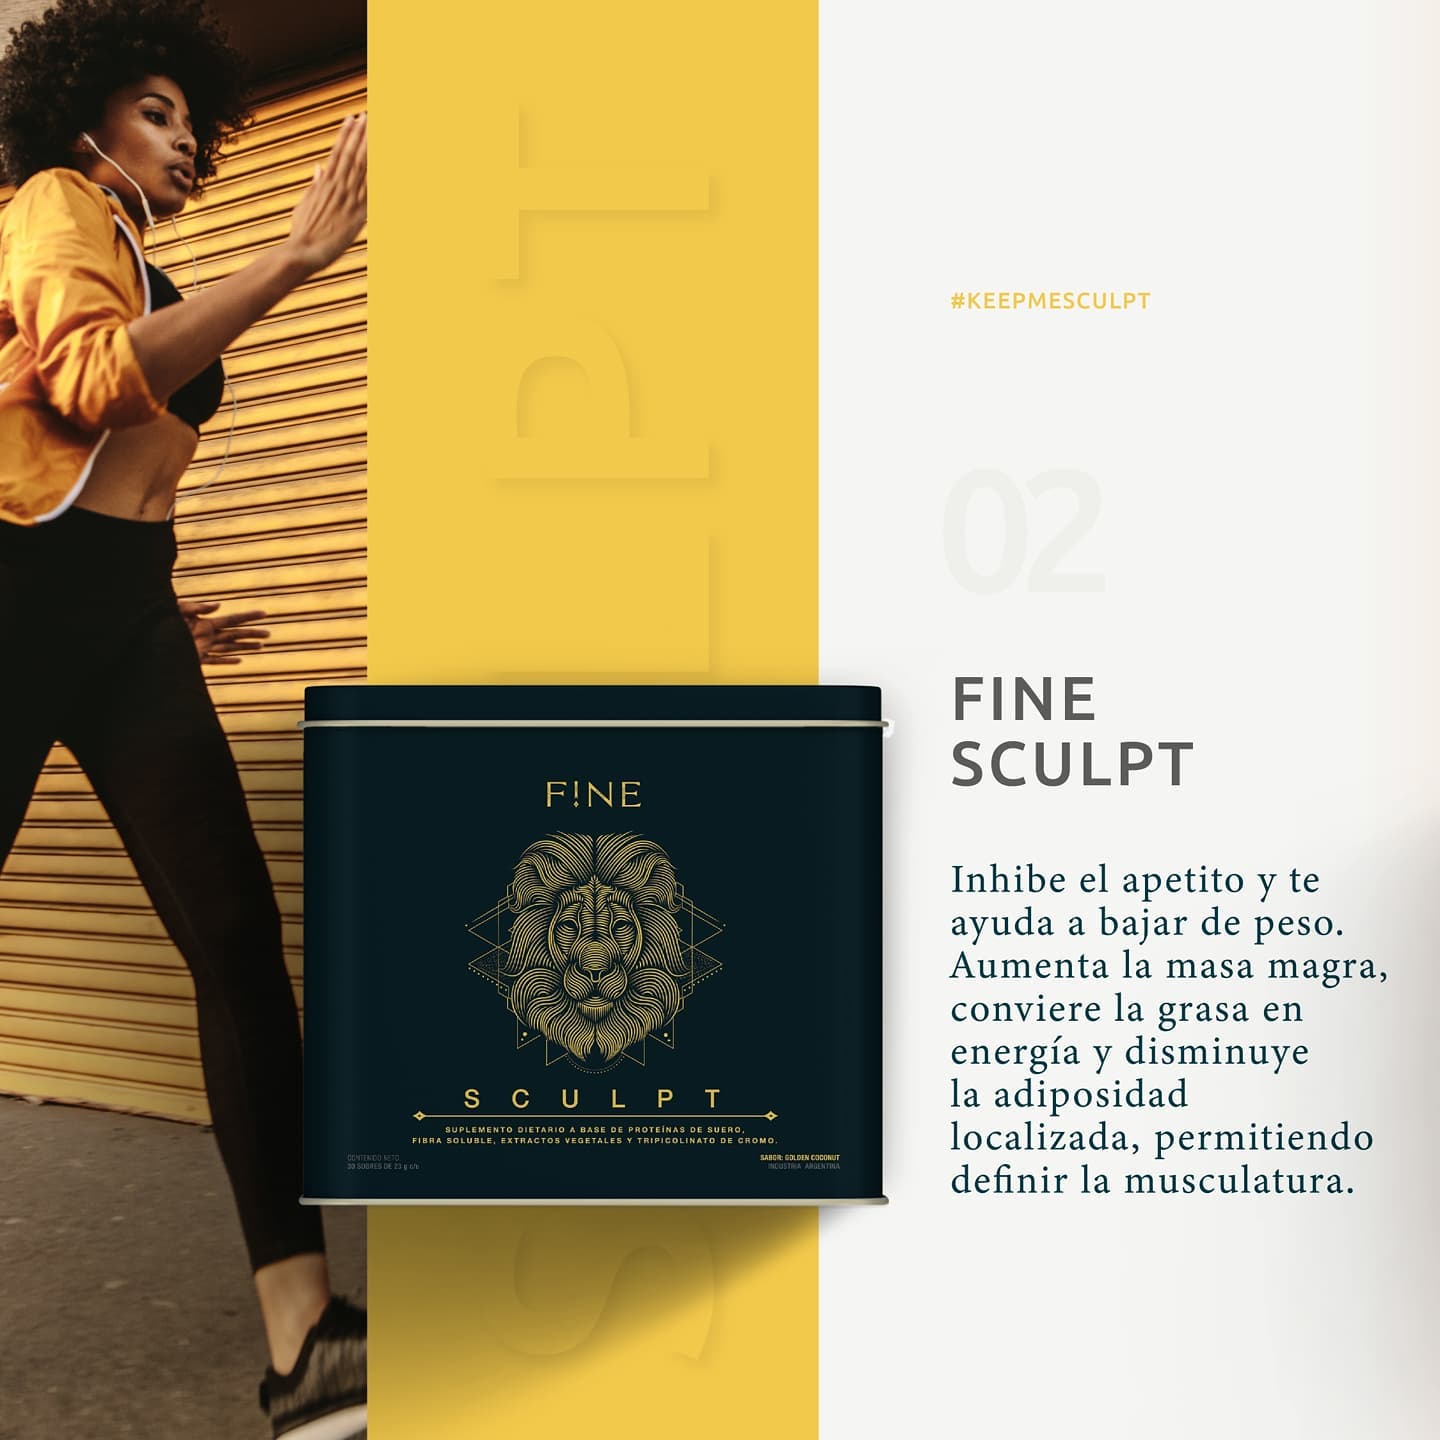 #KEEPMESCULPT
02
FINE
SCULPT
Inhibe el apetito y te
ayuda a bajar de peso.
Aumenta la masa magra,
conviere la grasa en
energía y disminuye
la adiposidad
localizada, permitiendo
definir la musculatura.
F!NE
SCULPT
SUPLEMENTO DIETARIO A BASE DE PROTEÍNAS DE SUERO,
FIBRA SOLUBLE, EXTRACTOS VEGETALES Y TRIPICOLINATO DE CROMO.
CONTENIDO NETO:
30 SOBRES DE 23 g c/u
SABOR: GOLDEN COCONUT
INDUSTRIA ARGENTINA